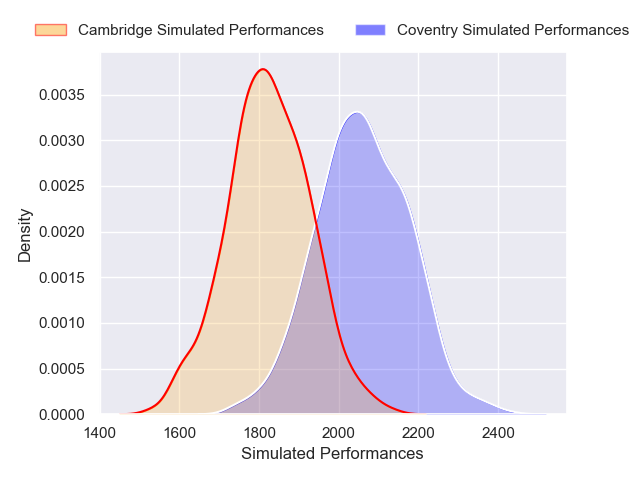 Cambridge Simulated Performances
Coventry Simulated Performances
0.0035
0.0030
0.0025
0.0020
0.0015
0.0010
0.0005
0.0000
Density
1400 1600 1800 2000 2200 2400
Simulated Performances